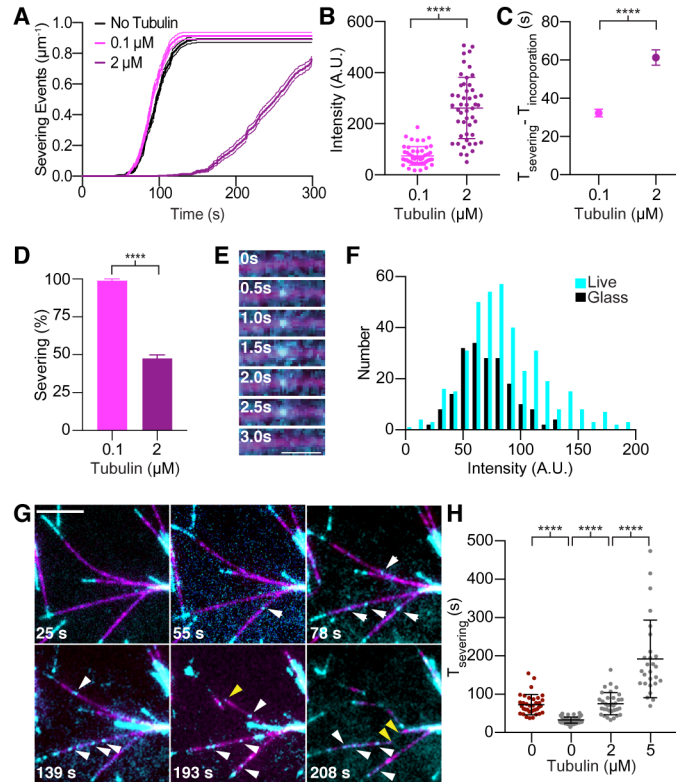 A
Severing Events (μm⁻¹)
1.0
0.8
0.6
0.4
0.2
0.0
No Tubulin
0.1 μM
2 μM
0
100
200
300
Time (s)
B
****
Intensity (A.U.)
600
400
200
0
0.1
2
Tubulin (μM)
C
****
T severing - T incorporation (s)
80
60
40
20
0
0.1
2
Tubulin (μM)
D
****
Severing (%)
100
75
50
25
0
0.1
2
Tubulin (μM)
E
0s
0.5s
1.0s
1.5s
2.0s
2.5s
3.0s
F
Number
60
40
20
0
Live
Glass
0
50
100
150
200
Intensity (A.U.)
G
25 s
55 s
78 s
139 s
193 s
208 s
H
**** **** ****
T severing (s)
500
400
300
200
100
0
0
0
2
5
Tubulin (μM)